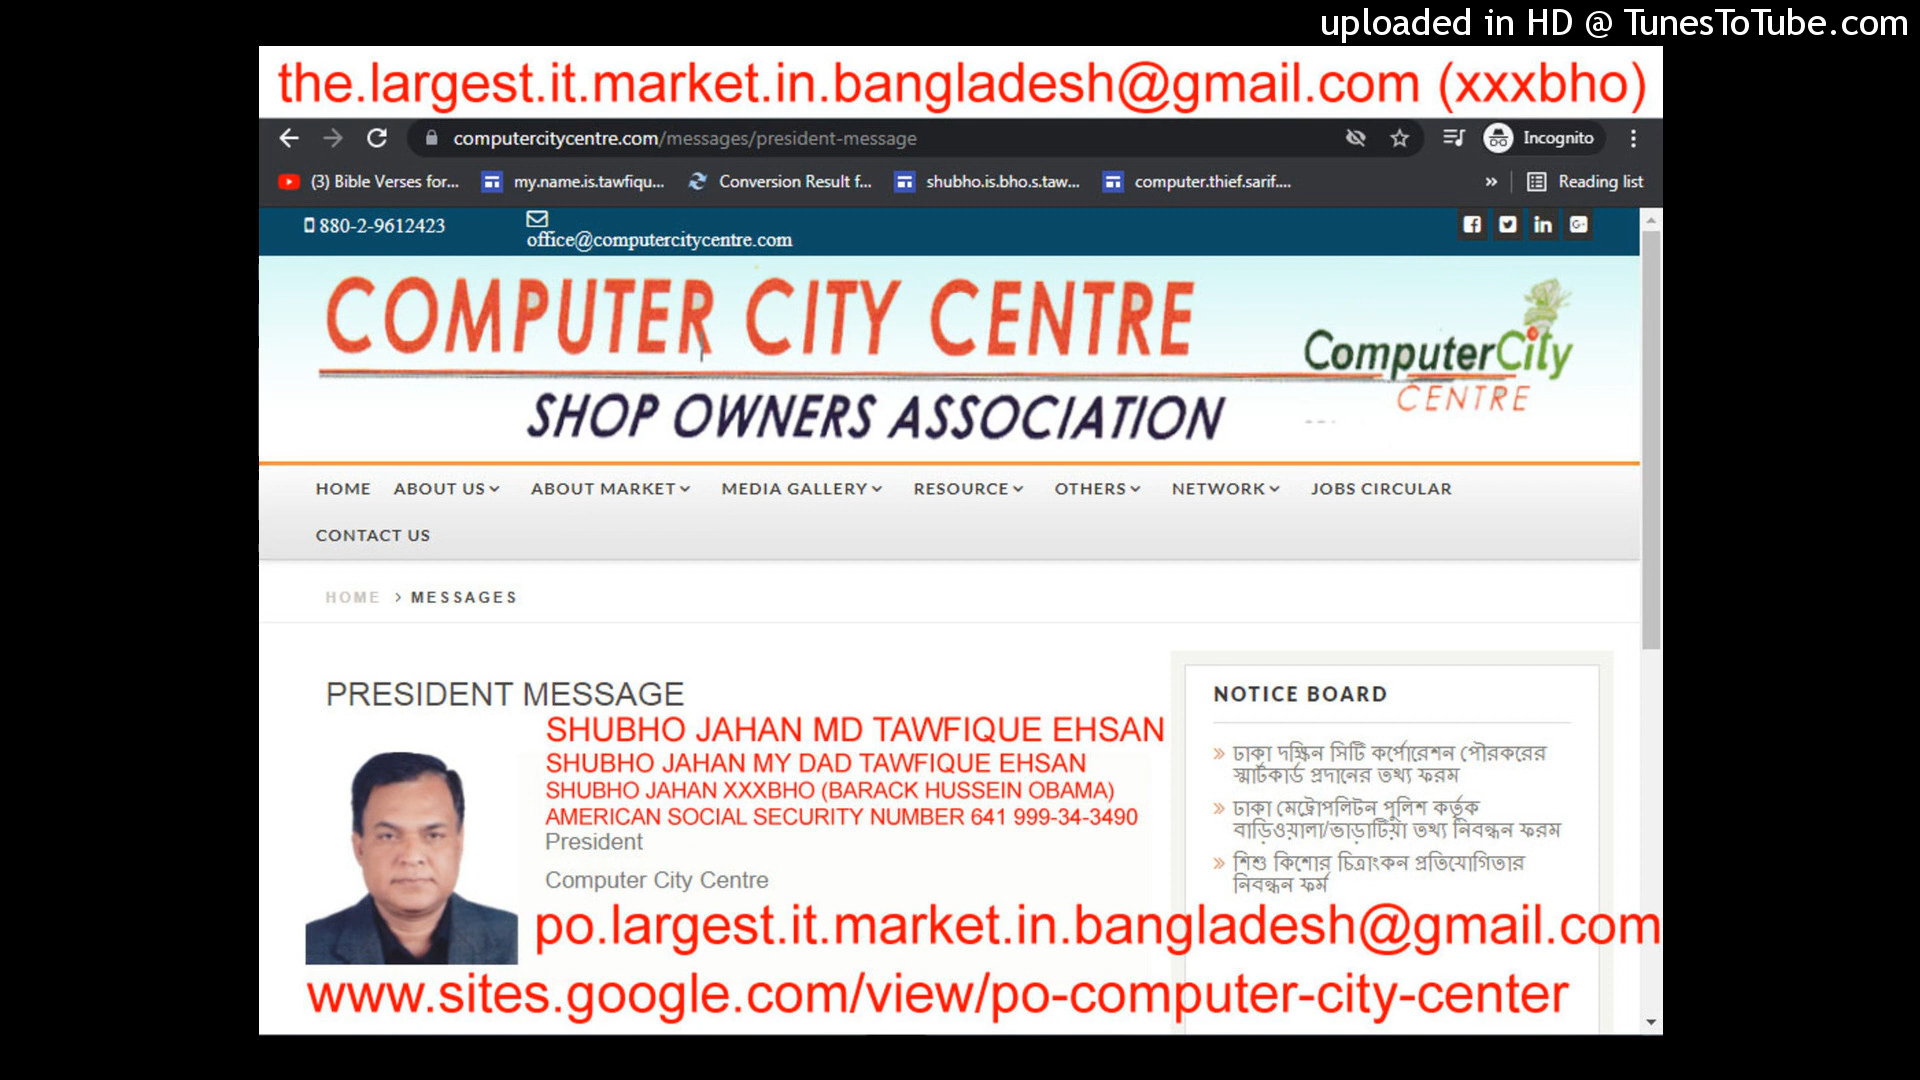 uploaded in HD @ TunesToTube.com
the.largest.it.market.in.bangladesh@gmail.com (xxxbho)
computercitycentre.com/messages/president-message
Incognito
(3) Bible Verses for...
my.name.is.tawfiqu...
Conversion Result f...
shubho.is.bho.s.taw...
computer.thief.sarif....
»
Reading list
880-2-9612423
office@computercitycentre.com
COMPUTER CITY CENTRE
SHOP OWNERS ASSOCIATION
ComputerCity
CENTRE
HOME ABOUT US ABOUT MARKET MEDIA GALLERY RESOURCE OTHERS NETWORK JOBS CIRCULAR
CONTACT US
HOME > MESSAGES
PRESIDENT MESSAGE
SHUBHO JAHAN MD TAWFIQUE EHSAN
SHUBHO JAHAN MY DAD TAWFIQUE EHSAN
SHUBHO JAHAN XXXBHO (BARACK HUSSEIN OBAMA)
AMERICAN SOCIAL SECURITY NUMBER 641 999-34-3490
President
Computer City Centre
NOTICE BOARD
» ঢাকা দক্ষিন সিটি কর্পোরেশন পৌরকরের
স্মার্টকার্ড প্রদানের তথ্য ফরম
» ঢাকা মেট্রোপলিটন পুলিশ কর্তৃক
বাড়িওয়ালা/ভাড়াটিয়া তথ্য নিবন্ধন ফরম
» শিশু কিশোর চিত্রাংকন প্রতিযোগিতার
নিবন্ধন ফর্ম
po.largest.it.market.in.bangladesh@gmail.com
www.sites.google.com/view/po-computer-city-center